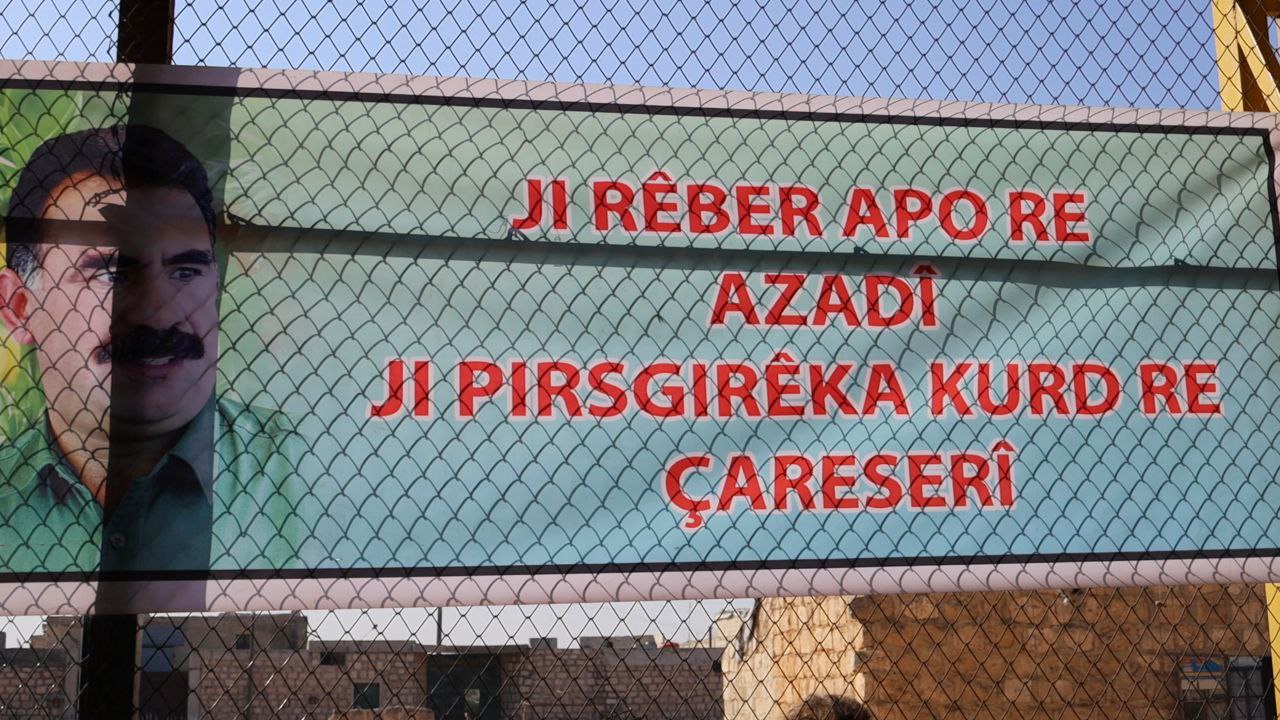 JI RÊBER APO RE
AZADÎ
JI PIRSGIRÊKA KURD RE
ÇARESERÎ